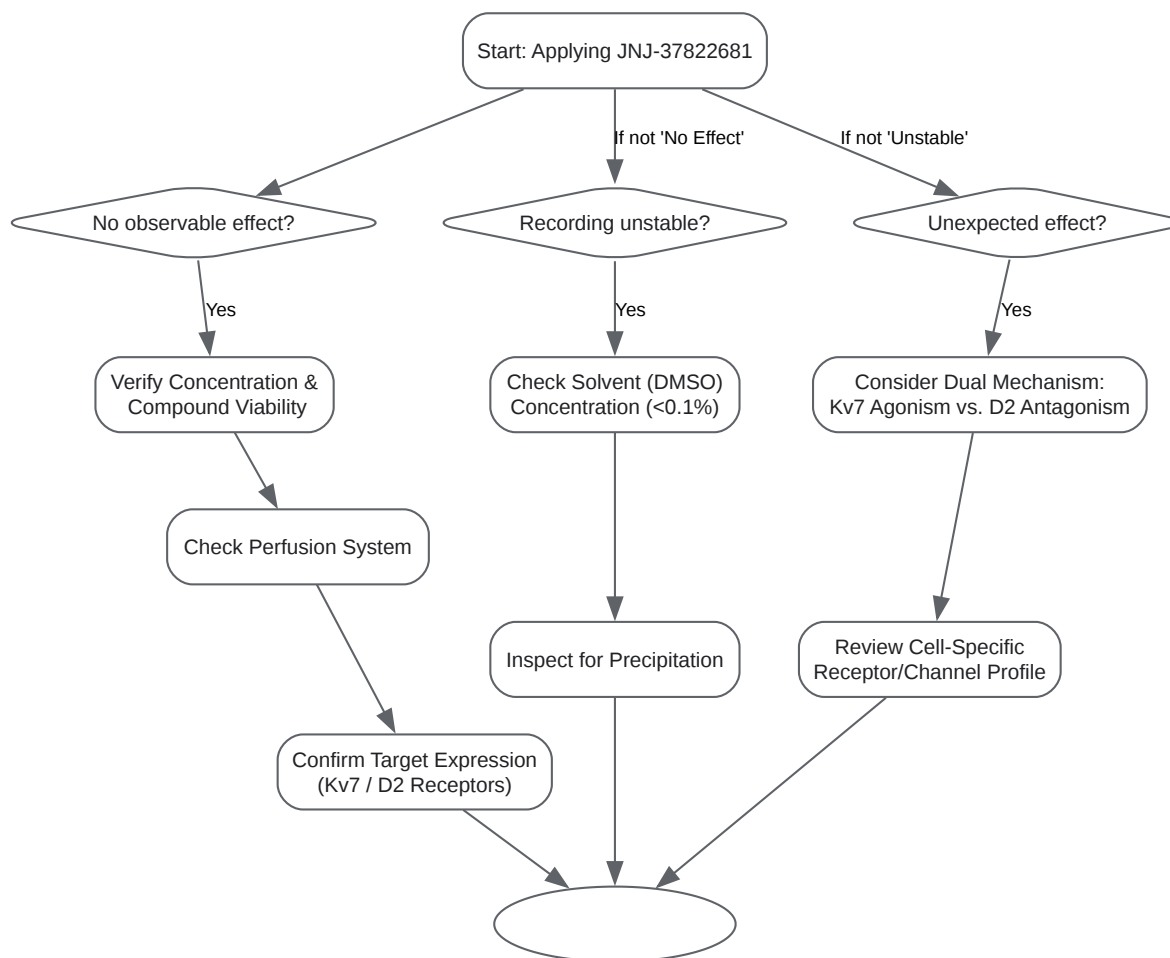 Start: Applying JNJ-37822681
If not 'No Effect'
If not 'Unstable'
No observable effect?
Recording unstable?
Unexpected effect?
Yes
Yes
Yes
Verify Concentration &
Compound Viability
Check Solvent (DMSO)
Concentration (<0.1%)
Consider Dual Mechanism:
Kv7 Agonism vs. D2 Antagonism
Check Perfusion System
Inspect for Precipitation
Review Cell-Specific
Receptor/Channel Profile
Confirm Target Expression
(Kv7 / D2 Receptors)